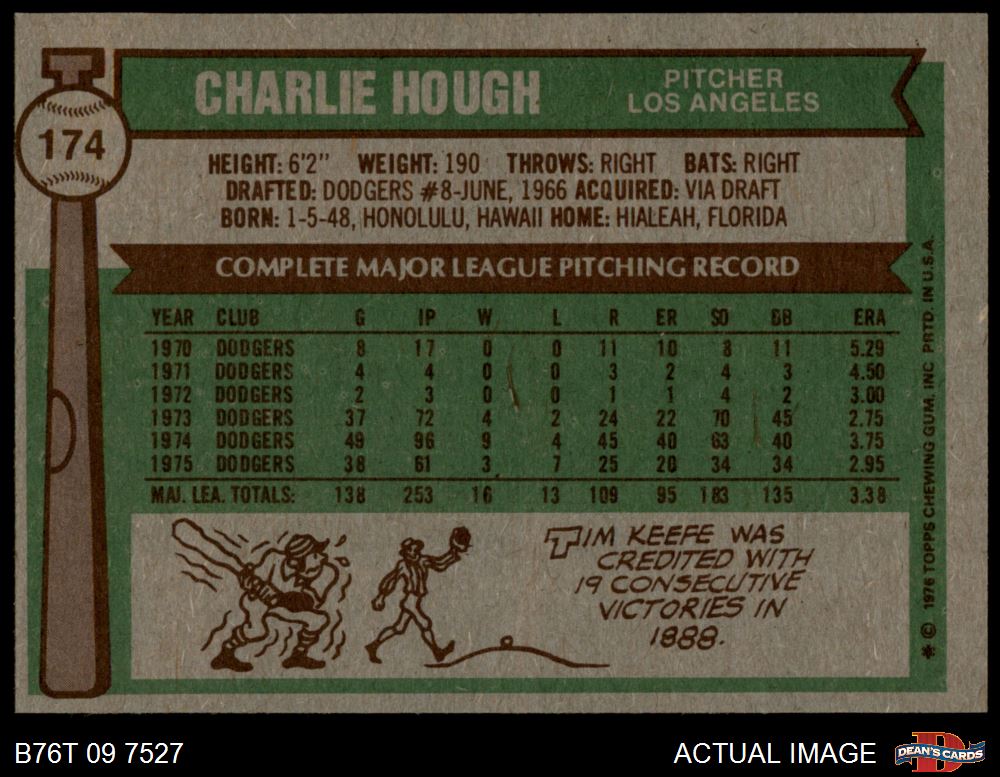 CHARLIE HOUGH
PITCHER
LOS ANGELES
174
HEIGHT: 6'2" WEIGHT: 190 THROWS: RIGHT BATS: RIGHT
DRAFTED: DODGERS #8-JUNE, 1966 ACQUIRED: VIA DRAFT
BORN: 1-5-48, HONOLULU, HAWAII HOME: HIALEAH, FLORIDA
COMPLETE MAJOR LEAGUE PITCHING RECORD
YEAR CLUB G IP W L R ER SO BB ERA
1970 DODGERS 8 17 0 0 11 10 8 11 5.29
1971 DODGERS 4 4 0 0 3 2 4 3 4.50
1972 DODGERS 2 3 0 0 1 1 4 2 3.00
1973 DODGERS 37 72 4 2 24 22 70 45 2.75
1974 DODGERS 49 96 9 4 45 40 63 40 3.75
1975 DODGERS 38 61 3 7 25 20 34 34 2.95
MAJ. LEA. TOTALS: 138 253 16 13 109 95 183 135 3.38
TIM KEEFE WAS
CREDITED WITH
19 CONSECUTIVE
VICTORIES IN
1888.
* © 1976 TOPPS CHEWING GUM, INC PRTD. IN U.S.A.
B76T 09 7527
ACTUAL IMAGE
D
DEAN'S CARDS